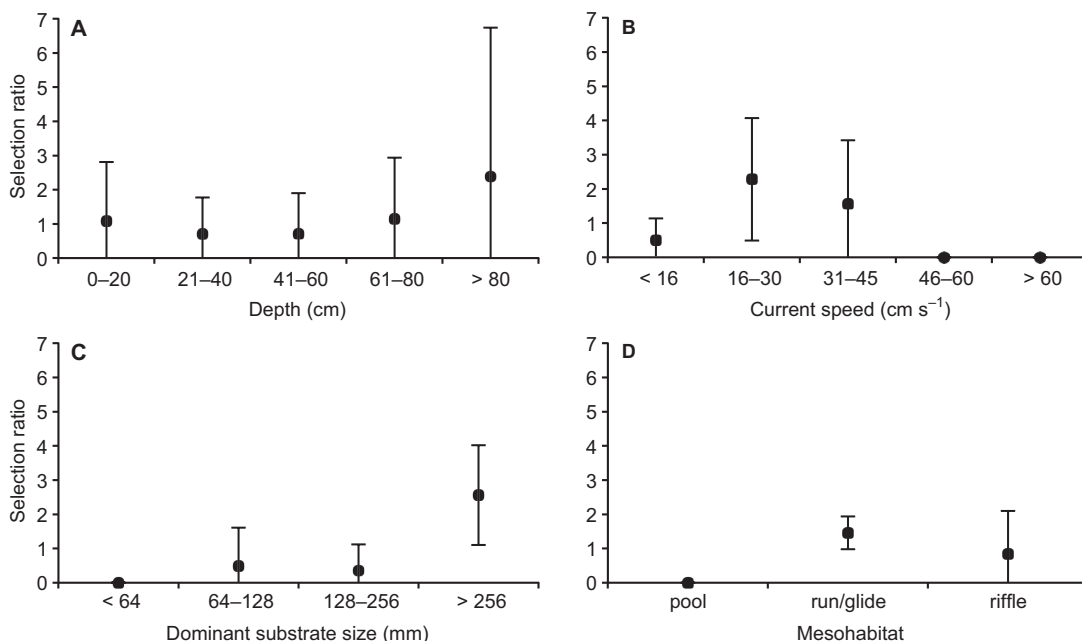 A
7
6
5
4
3
2
1
0
Selection ratio
0–20 21–40 41–60 61–80 > 80
Depth (cm)
B
7
6
5
4
3
2
1
0
< 16 16–30 31–45 46–60 > 60
Current speed (cm s⁻¹)
C
7
6
5
4
3
2
1
0
Selection ratio
< 64 64–128 128–256 > 256
Dominant substrate size (mm)
D
7
6
5
4
3
2
1
0
pool run/glide riffle
Mesohabitat